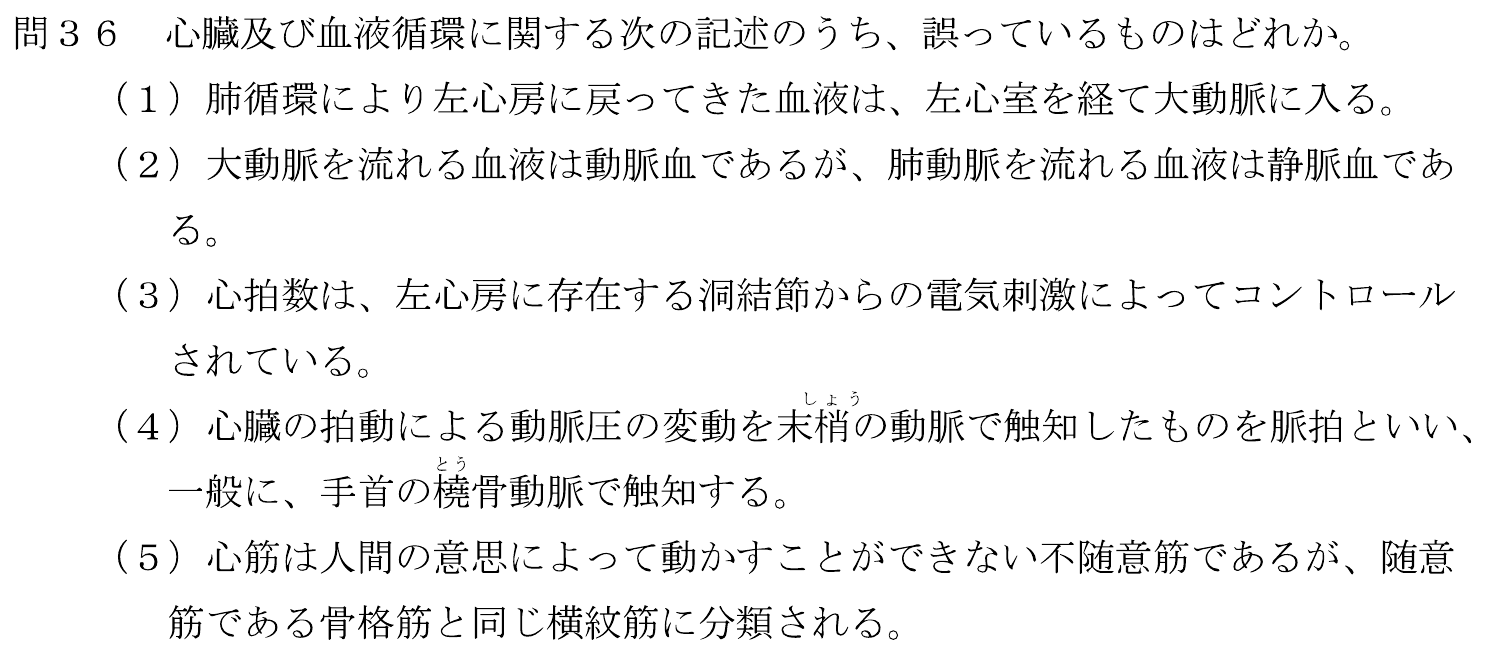 問36 心臓及び血液循環に関する次の記述のうち、誤っているものはどれか。
(1)肺循環により左心房に戻ってきた血液は、左心室を経て大動脈に入る。
(2)大動脈を流れる血液は動脈血であるが、肺動脈を流れる血液は静脈血であ
る。
(3)心拍数は、左心房に存在する洞結節からの電気刺激によってコントロール
されている。
しょう
(4)心臓の拍動による動脈圧の変動を末梢の動脈で触知したものを脈拍といい、
とう
一般に、手首の橈骨動脈で触知する。
(5)心筋は人間の意思によって動かすことができない不随意筋であるが、随意
筋である骨格筋と同じ横紋筋に分類される。